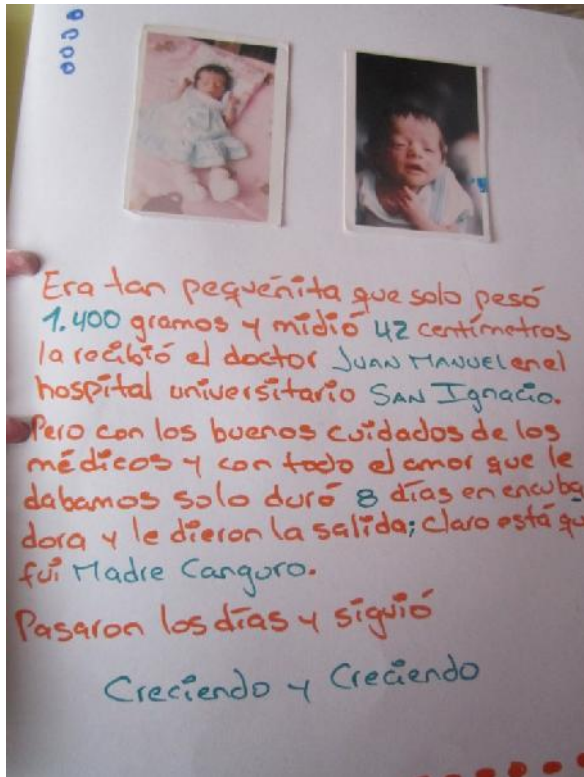 Era tan pequeñita que solo pesó
1.400 gramos y midió 42 centímetros
la recibió el doctor JUAN MANUEL en el
hospital universitario SAN Ignacio.
Pero con los buenos cuidados de los
médicos y con todo el amor que le
dabamos solo duró 8 días en encuba
dora y le dieron la salida; claro está qu
fui Madre Canguro.
Pasaron los días y siguió
Creciendo y Creciendo